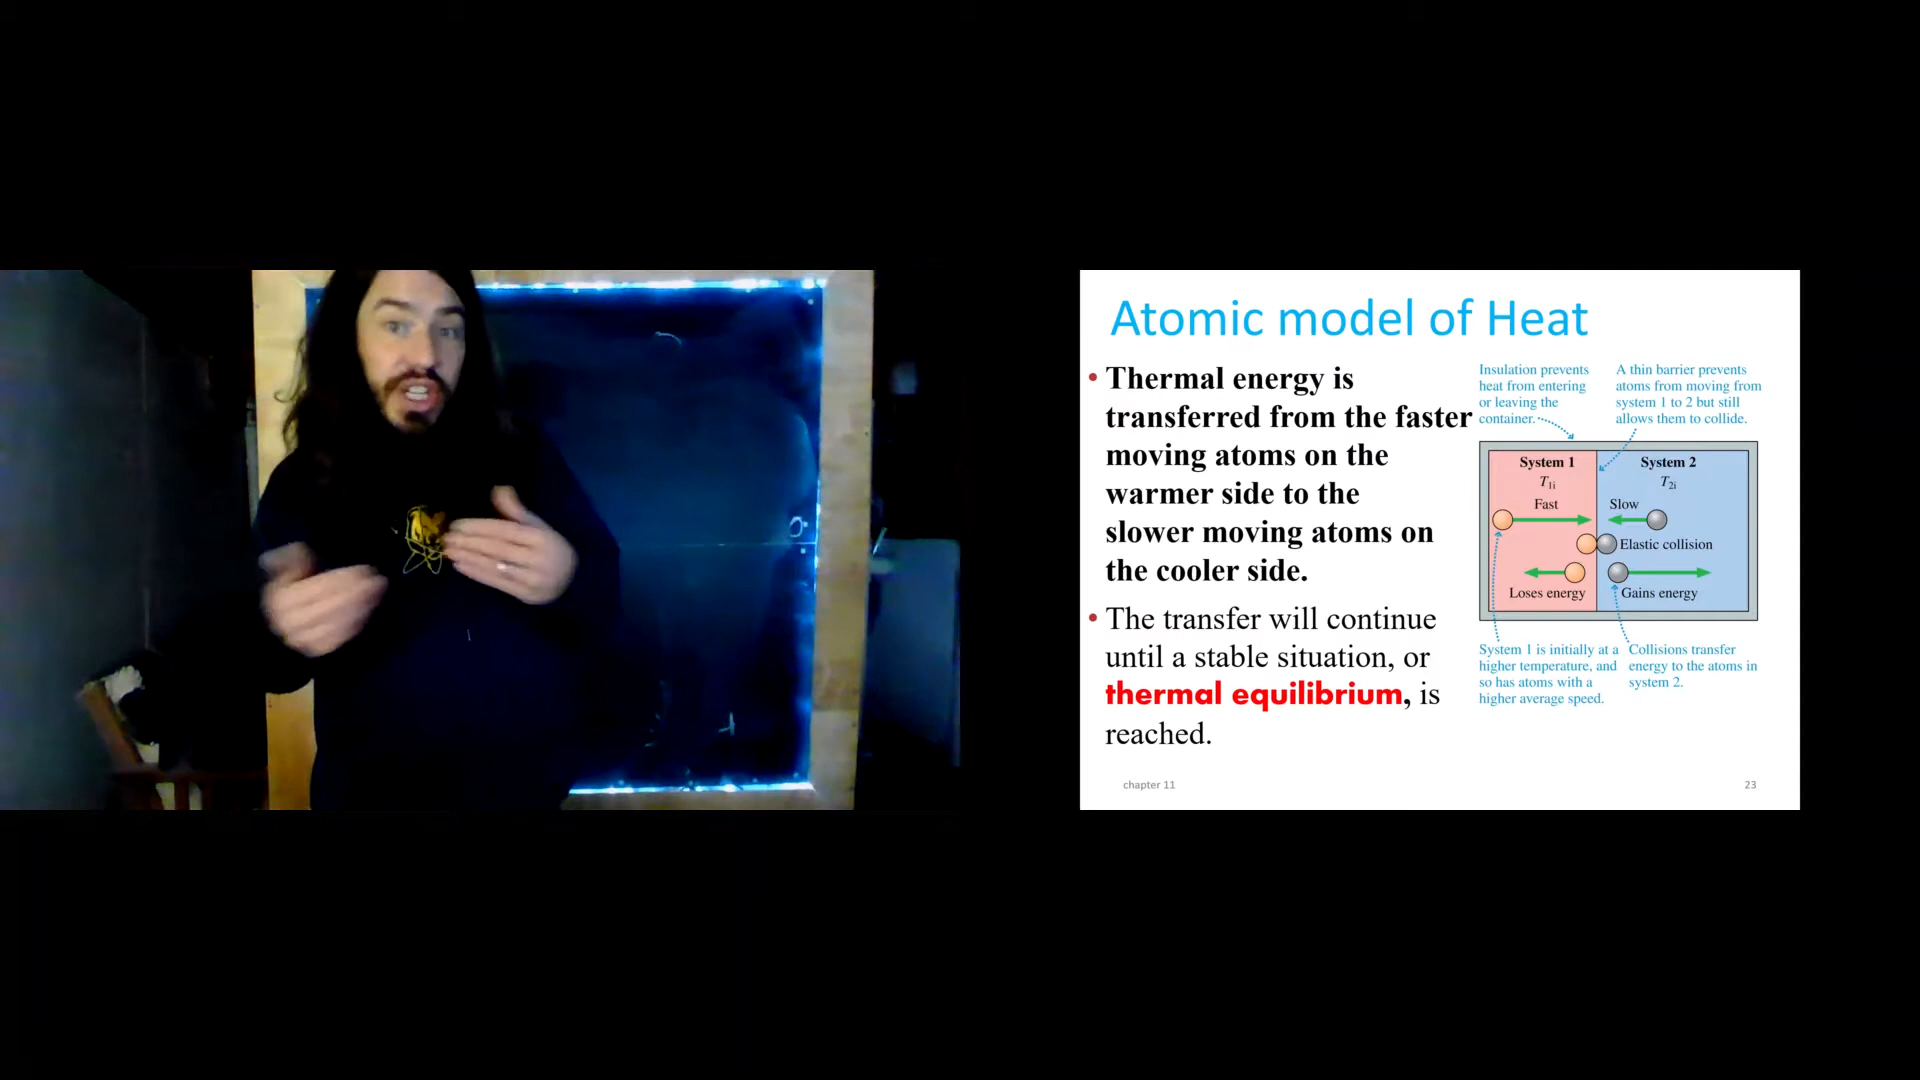 Atomic model of Heat
• Thermal energy is
transferred from the faster
moving atoms on the
warmer side to the
slower moving atoms on
the cooler side.
• The transfer will continue
until a stable situation, or
thermal equilibrium, is
reached.
Insulation prevents
heat from entering
or leaving the
container.
A thin barrier prevents
atoms from moving from
system 1 to 2 but still
allows them to collide.
System 1
T1i
Fast
System 2
T2i
Slow
Elastic collision
Loses energy
Gains energy
System 1 is initially at a
higher temperature, and
so has atoms with a
higher average speed.
Collisions transfer
energy to the atoms in
system 2.
chapter 11
23